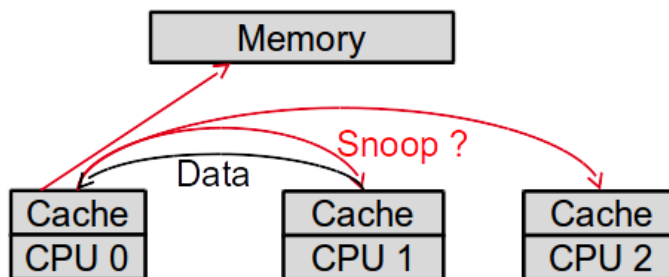 Memory
Snoop ?
Data
Cache
CPU 0
Cache
CPU 1
Cache
CPU 2